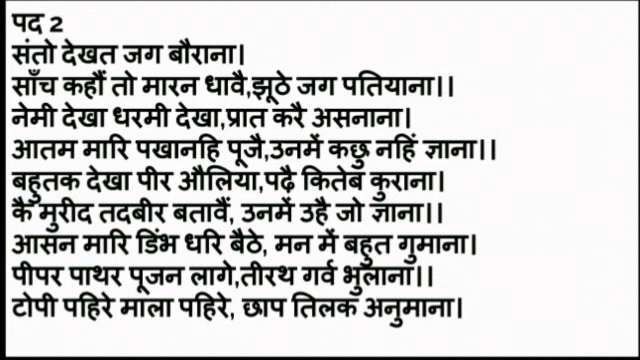 पद 2
संतो देखत जग बौराना।
साँच कहौं तो मारन धावै,झूठे जग पतियाना।।
नेमी देखा धरमी देखा,प्रात करै असनाना।
आतम मारि पखानहि पूजै,उनमें कछु नहिं ज्ञाना।।
बहुतक देखा पीर औलिया,पढ़ै कितेब कुराना।
कै मुरीद तदबीर बतावैं, उनमें उहै जो ज्ञाना।।
आसन मारि डिंभ धरि बैठे, मन में बहुत गुमाना।
पीपर पाथर पूजन लागे,तीरथ गर्व भुलाना।।
टोपी पहिरे माला पहिरे, छाप तिलक अनुमाना।